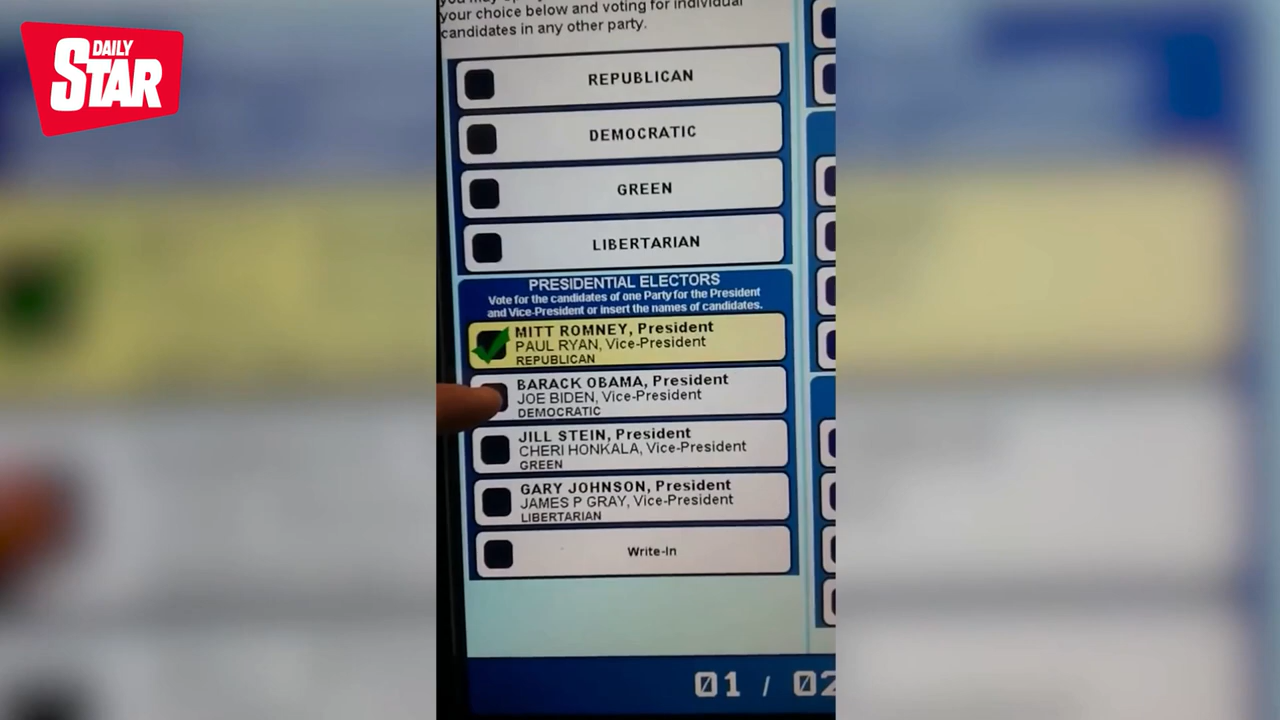 DAILY
STAR
your choice below and voting for individual
candidates in any other party.
REPUBLICAN
DEMOCRATIC
GREEN
LIBERTARIAN
PRESIDENTIAL ELECTORS
Vote for the candidates of one Party for the President
and Vice-President or insert the names of candidates.
MITT ROMNEY, President
PAUL RYAN, Vice-President
REPUBLICAN
BARACK OBAMA, President
JOE BIDEN, Vice-President
DEMOCRATIC
JILL STEIN, President
CHERI HONKALA, Vice-President
GREEN
GARY JOHNSON, President
JAMES P GRAY, Vice-President
LIBERTARIAN
Write-In
01 / 02